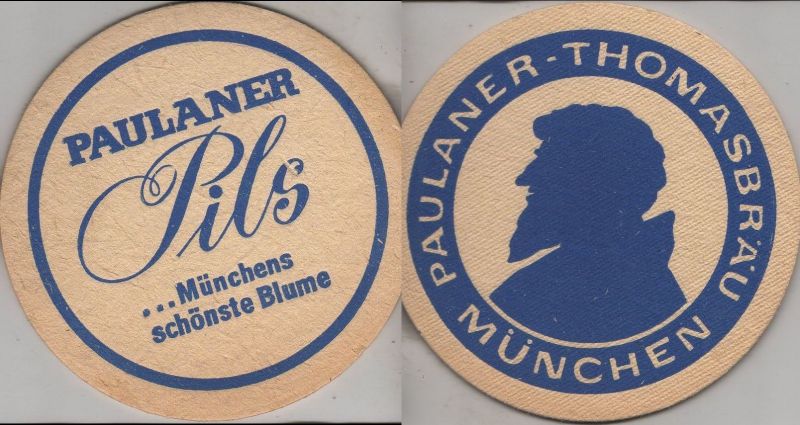 PAULANER
Pils
...Münchens
schönste Blume
PAULANER-THOMASBRÄU
MÜNCHEN